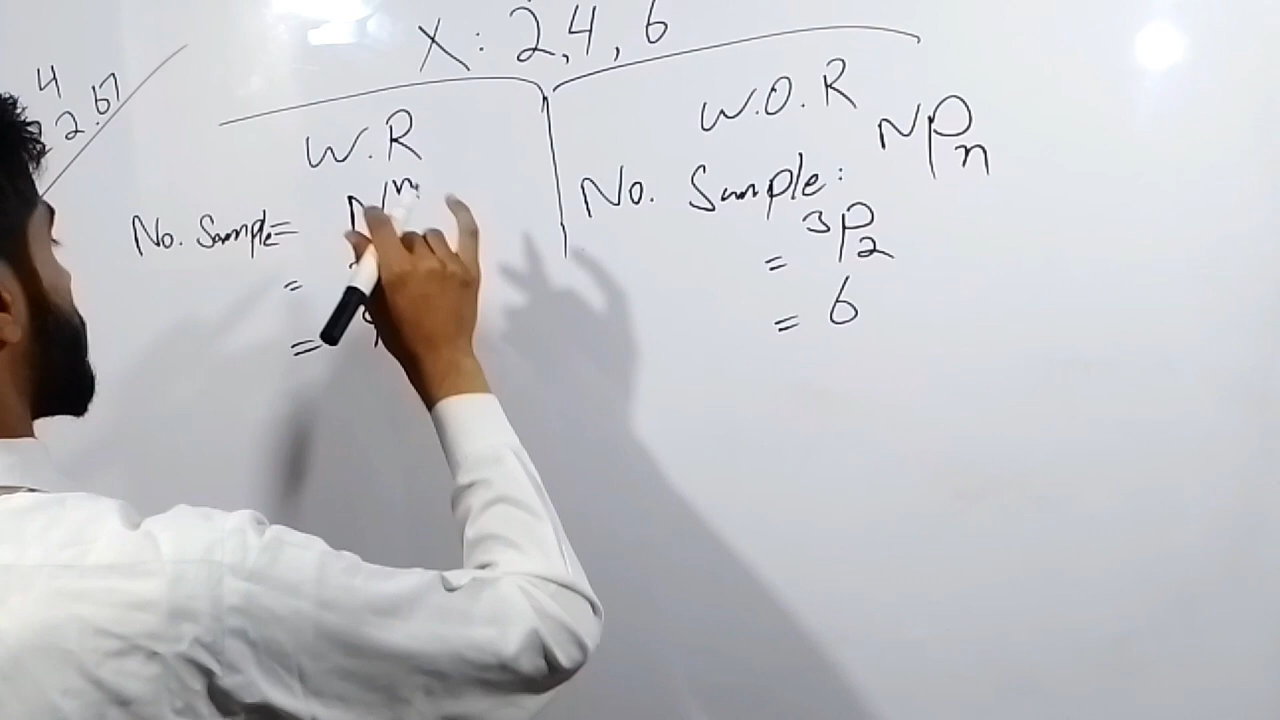 X: 2,4,6
4
2.67
W.R
No. Sample = N^n
=
=
W.O.R
No. Sample: NPn
= 3P2
= 6